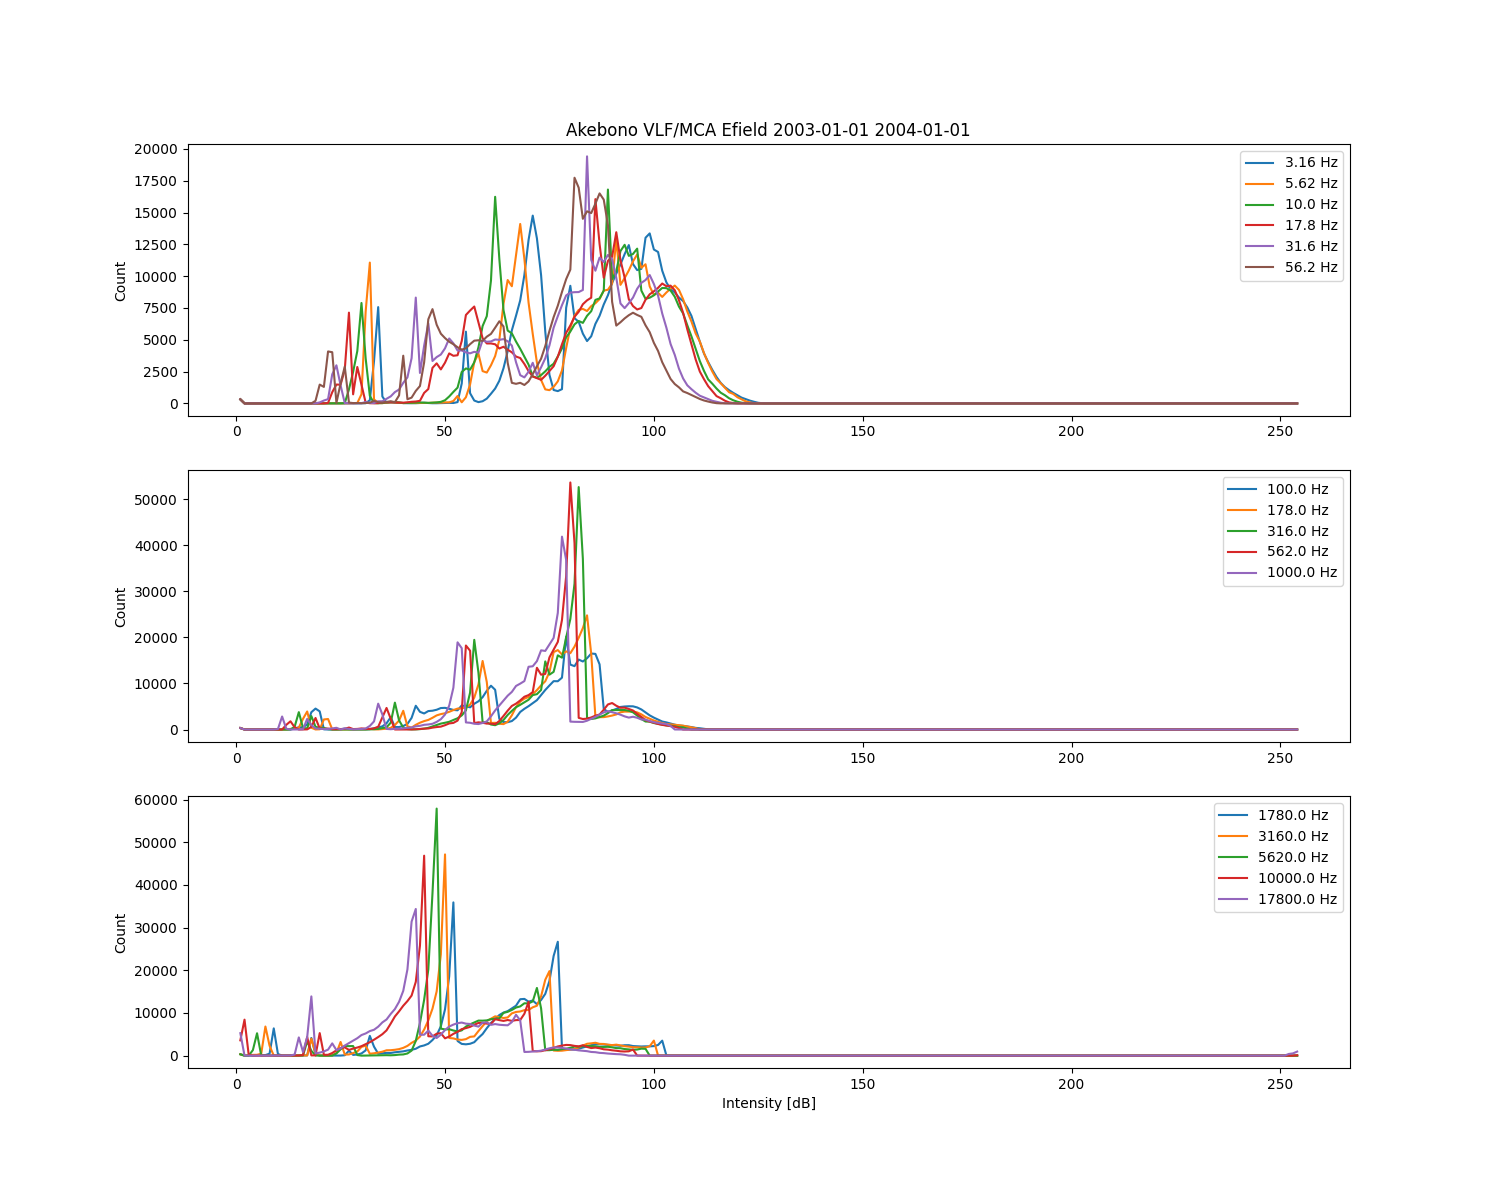 Akebono VLF/MCA Efield 2003-01-01 2004-01-01
20000
17500
15000
12500
10000
7500
5000
2500
0
Count
3.16 Hz
5.62 Hz
10.0 Hz
17.8 Hz
31.6 Hz
56.2 Hz
0 50 100 150 200 250
50000
40000
30000
20000
10000
0
Count
100.0 Hz
178.0 Hz
316.0 Hz
562.0 Hz
1000.0 Hz
0 50 100 150 200 250
60000
50000
40000
30000
20000
10000
0
Count
1780.0 Hz
3160.0 Hz
5620.0 Hz
10000.0 Hz
17800.0 Hz
0 50 100 150 200 250
Intensity [dB]